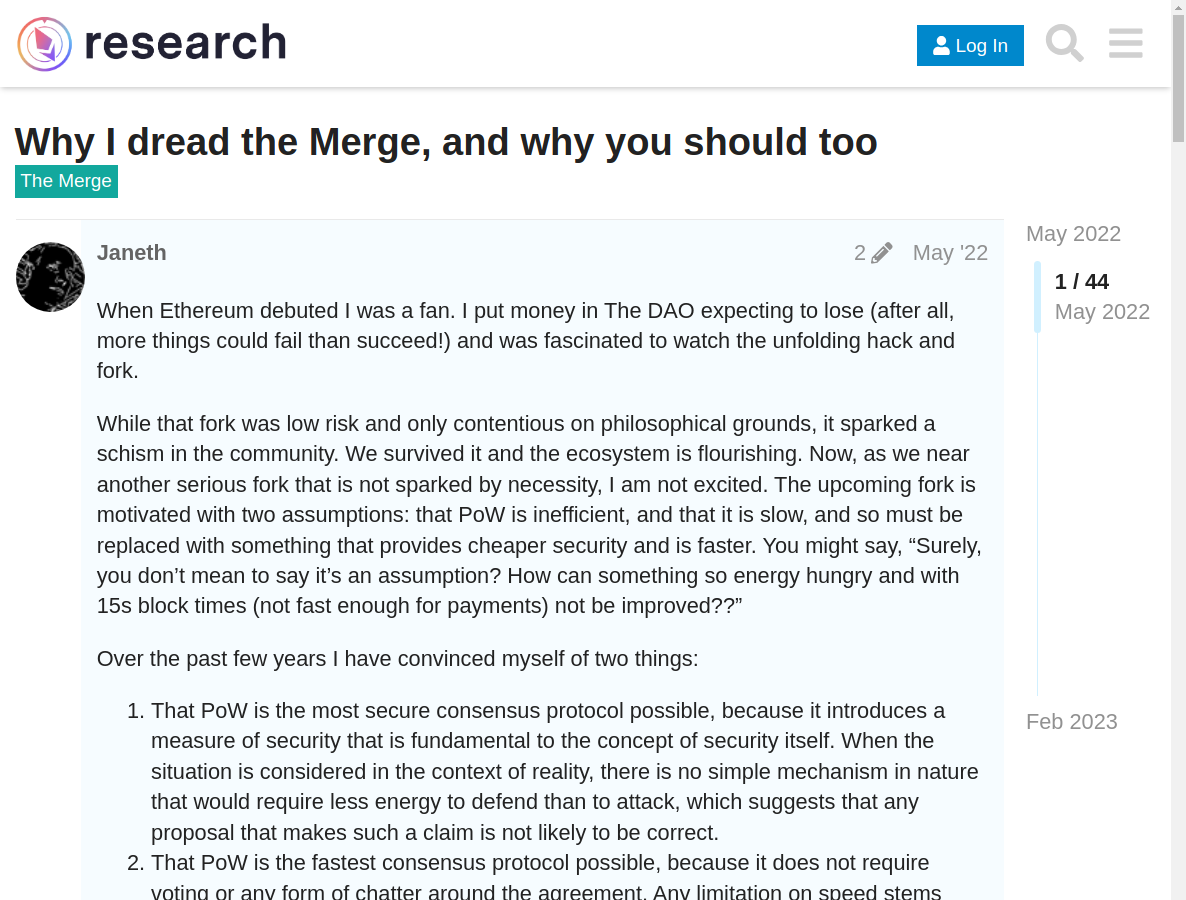 research
Log In
Why I dread the Merge, and why you should too
The Merge
Janeth
2
May '22
When Ethereum debuted I was a fan. I put money in The DAO expecting to lose (after all,
more things could fail than succeed!) and was fascinated to watch the unfolding hack and
fork.
While that fork was low risk and only contentious on philosophical grounds, it sparked a
schism in the community. We survived it and the ecosystem is flourishing. Now, as we near
another serious fork that is not sparked by necessity, I am not excited. The upcoming fork is
motivated with two assumptions: that PoW is inefficient, and that it is slow, and so must be
replaced with something that provides cheaper security and is faster. You might say, “Surely,
you don’t mean to say it’s an assumption? How can something so energy hungry and with
15s block times (not fast enough for payments) not be improved??”
Over the past few years I have convinced myself of two things:
1. That PoW is the most secure consensus protocol possible, because it introduces a
measure of security that is fundamental to the concept of security itself. When the
situation is considered in the context of reality, there is no simple mechanism in nature
that would require less energy to defend than to attack, which suggests that any
proposal that makes such a claim is not likely to be correct.
2. That PoW is the fastest consensus protocol possible, because it does not require
voting or any form of chatter around the agreement. Any limitation on speed stems
May 2022
1 / 44
May 2022
Feb 2023